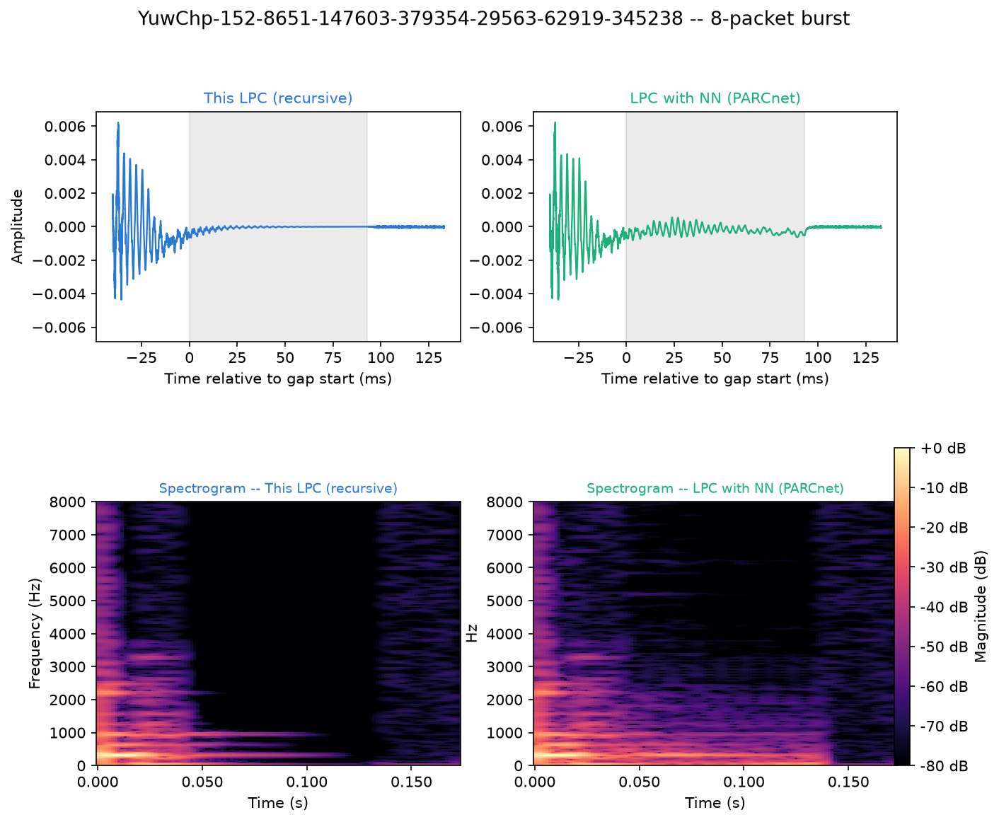 YuwChp-152-8651-147603-379354-29563-62919-345238 -- 8-packet burst
This LPC (recursive)
Amplitude
0.006
0.004
0.002
0.000
−0.002
−0.004
−0.006
−25
0
25
50
75
100
125
Time relative to gap start (ms)
LPC with NN (PARCnet)
0.006
0.004
0.002
0.000
−0.002
−0.004
−0.006
−25
0
25
50
75
100
125
Time relative to gap start (ms)
Spectrogram -- This LPC (recursive)
Frequency (Hz)
8000
7000
6000
5000
4000
3000
2000
1000
0
0.000
0.050
0.100
0.150
Time (s)
Spectrogram -- LPC with NN (PARCnet)
Hz
8000
7000
6000
5000
4000
3000
2000
1000
0
0.000
0.050
0.100
0.150
Time (s)
+0 dB
-10 dB
-20 dB
-30 dB
-40 dB
-50 dB
-60 dB
-70 dB
-80 dB
Magnitude (dB)